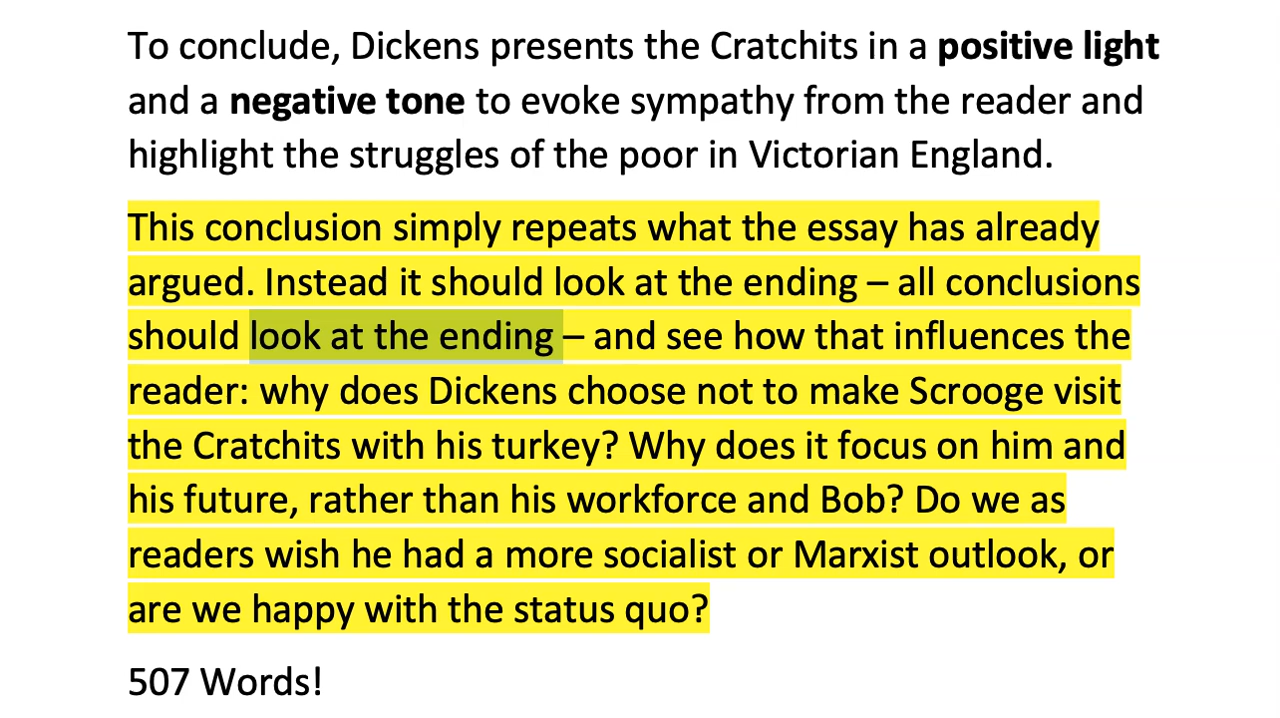 To conclude, Dickens presents the Cratchits in a positive light
and a negative tone to evoke sympathy from the reader and
highlight the struggles of the poor in Victorian England.
This conclusion simply repeats what the essay has already
argued. Instead it should look at the ending – all conclusions
should look at the ending – and see how that influences the
reader: why does Dickens choose not to make Scrooge visit
the Cratchits with his turkey? Why does it focus on him and
his future, rather than his workforce and Bob? Do we as
readers wish he had a more socialist or Marxist outlook, or
are we happy with the status quo?
507 Words!